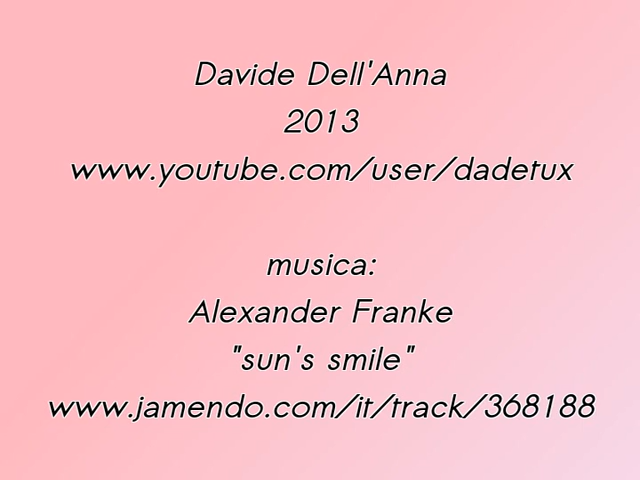 Davide Dell'Anna
2013
www.youtube.com/user/dadetux
musica:
Alexander Franke
"sun's smile"
www.jamendo.com/it/track/368188